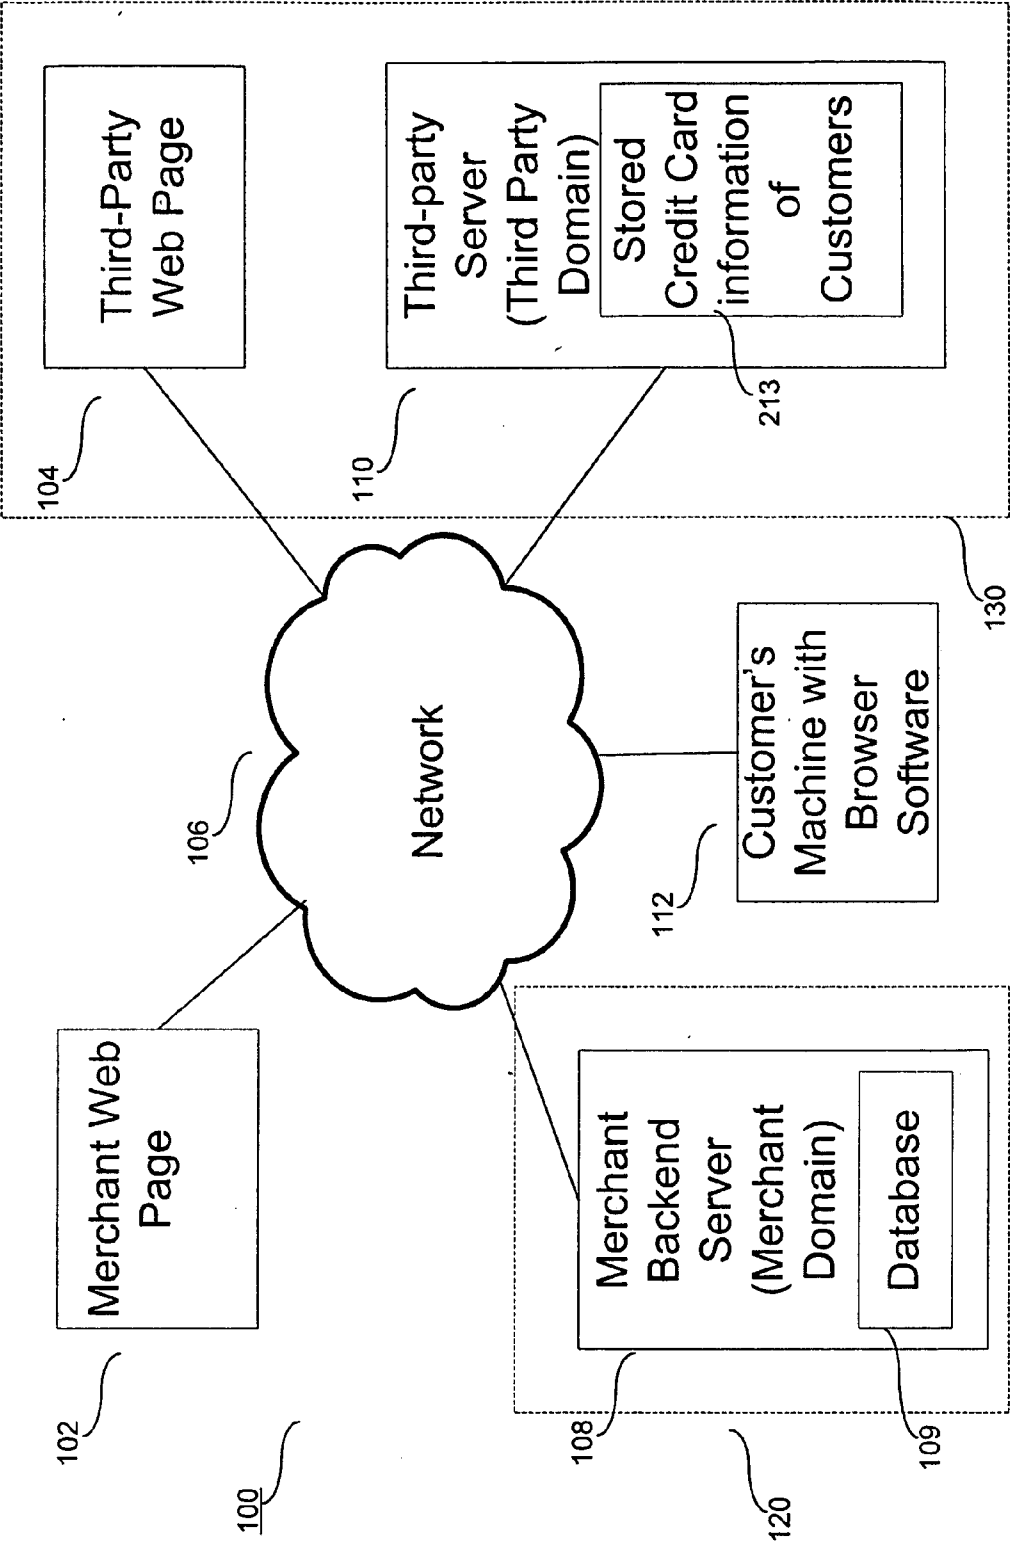 100
102
Merchant Web
Page
106
Network
104
Third-Party
Web Page
108
Merchant
Backend
Server
(Merchant
Domain)
Database
109
120
112
Customer's
Machine with
Browser
Software
110
Third-party
Server
(Third Party
Domain)
Stored
Credit Card
information
of
Customers
213
130